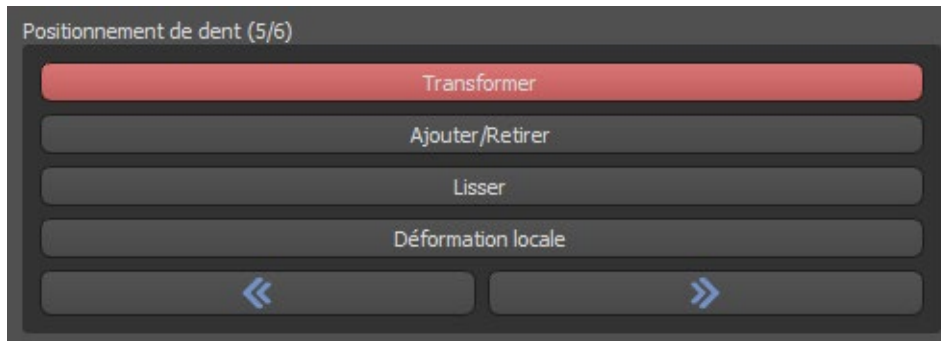 Positionnement de dent (5/6)
Transformer
Ajouter/Retirer
Lisser
Déformation locale